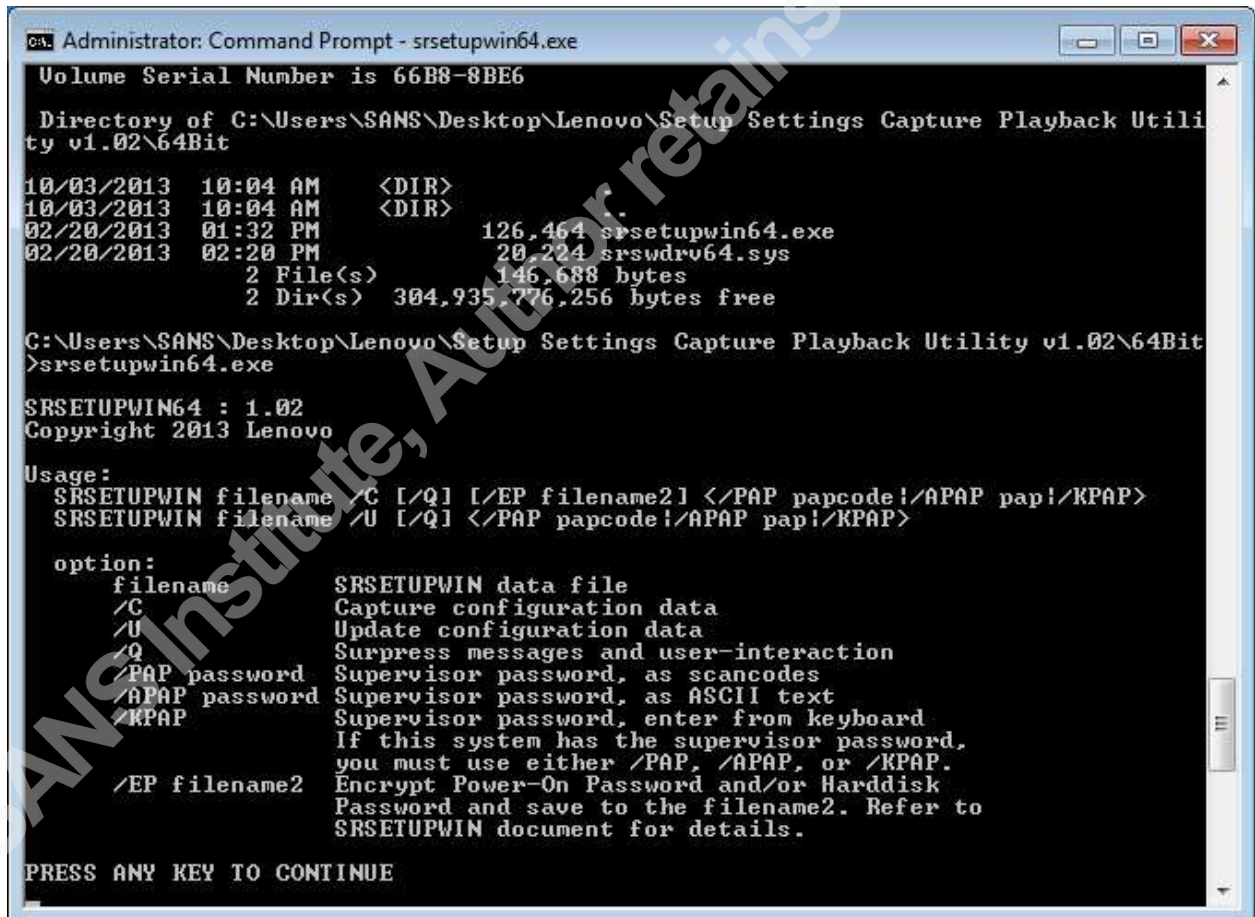 Administrator: Command Prompt - srsetupwin64.exe
Volume Serial Number is 66B8-8BE6
Directory of C:\Users\SANS\Desktop\Lenovo\Setup Settings Capture Playback Utili
ty v1.02\64Bit
10/03/2013 10:04 AM <DIR> .
10/03/2013 10:04 AM <DIR> ..
02/20/2013 01:32 PM 126,464 srsetupwin64.exe
02/20/2013 02:20 PM 20,224 srswdrv64.sys
2 File(s) 146,688 bytes
2 Dir(s) 304,935,776,256 bytes free
C:\Users\SANS\Desktop\Lenovo\Setup Settings Capture Playback Utility v1.02\64Bit
>srsetupwin64.exe
SRSETUPWIN64 : 1.02
Copyright 2013 Lenovo
Usage:
SRSETUPWIN filename /C [/Q] [/EP filename2] </PAP papcode|/APAP pap|/KPAP>
SRSETUPWIN filename /U [/Q] </PAP papcode|/APAP pap|/KPAP>
option:
filename SRSETUPWIN data file
/C Capture configuration data
/U Update configuration data
/Q Surpress messages and user-interaction
/PAP password Supervisor password, as scancodes
/APAP password Supervisor password, as ASCII text
/KPAP Supervisor password, enter from keyboard
If this system has the supervisor password,
you must use either /PAP, /APAP, or /KPAP.
/EP filename2 Encrypt Power-On Password and/or Harddisk
Password and save to the filename2. Refer to
SRSETUPWIN document for details.
PRESS ANY KEY TO CONTINUE
SANS Institute, Author retains